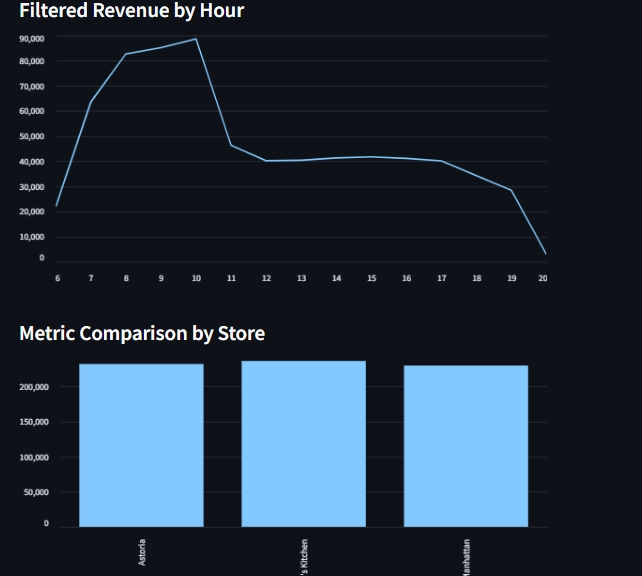 Filtered Revenue by Hour
90,000
80,000
70,000
60,000
50,000
40,000
30,000
20,000
10,000
0
6 7 8 9 10 11 12 13 14 15 16 17 18 19 20
Metric Comparison by Store
200,000
150,000
100,000
50,000
0
Astoria
's Kitchen
Manhattan